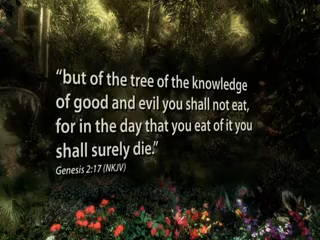 “but of the tree of the knowledge
of good and evil you shall not eat,
for in the day that you eat of it you
shall surely die.”
Genesis 2:17 (NKJV)